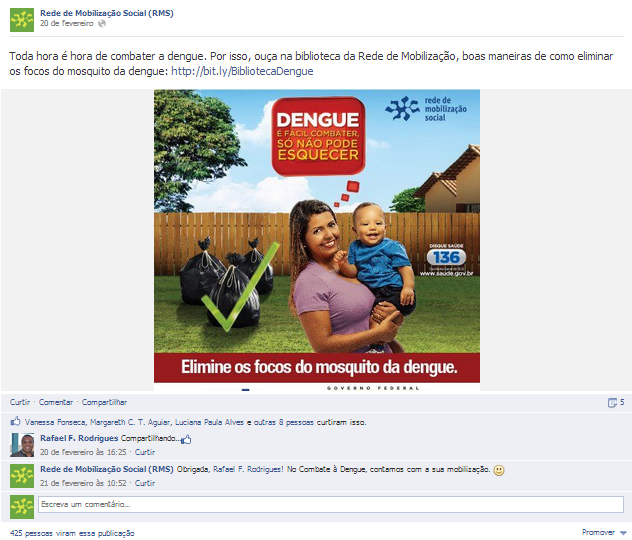 Rede de Mobilização Social (RMS)
20 de fevereiro
Toda hora é hora de combater a dengue. Por isso, ouça na biblioteca da Rede de Mobilização, boas maneiras de como eliminar
os focos do mosquito da dengue: http://bit.ly/BibliotecaDengue
DENGUE
É FÁCIL COMBATER,
SÓ NÃO PODE
ESQUECER
rede de
mobilização
social
DISQUE SAÚDE
136
www.saude.gov.br
Elimine os focos do mosquito da dengue.
GOVERNO FEDERAL
Curtir · Comentar · Compartilhar
5
Vanessa Fonseca, Margareth C. T. Aguiar, Luciana Paula Alves e outras 8 pessoas curtiram isso.
Rafael F. Rodrigues Compartilhando...
20 de fevereiro às 16:25 · Curtir
Rede de Mobilização Social (RMS) Obrigada, Rafael F. Rodrigues! No Combate à Dengue, contamos com a sua mobilização.
21 de fevereiro às 10:52 · Curtir
Escreva um comentário...
425 pessoas viram essa publicação
Promover